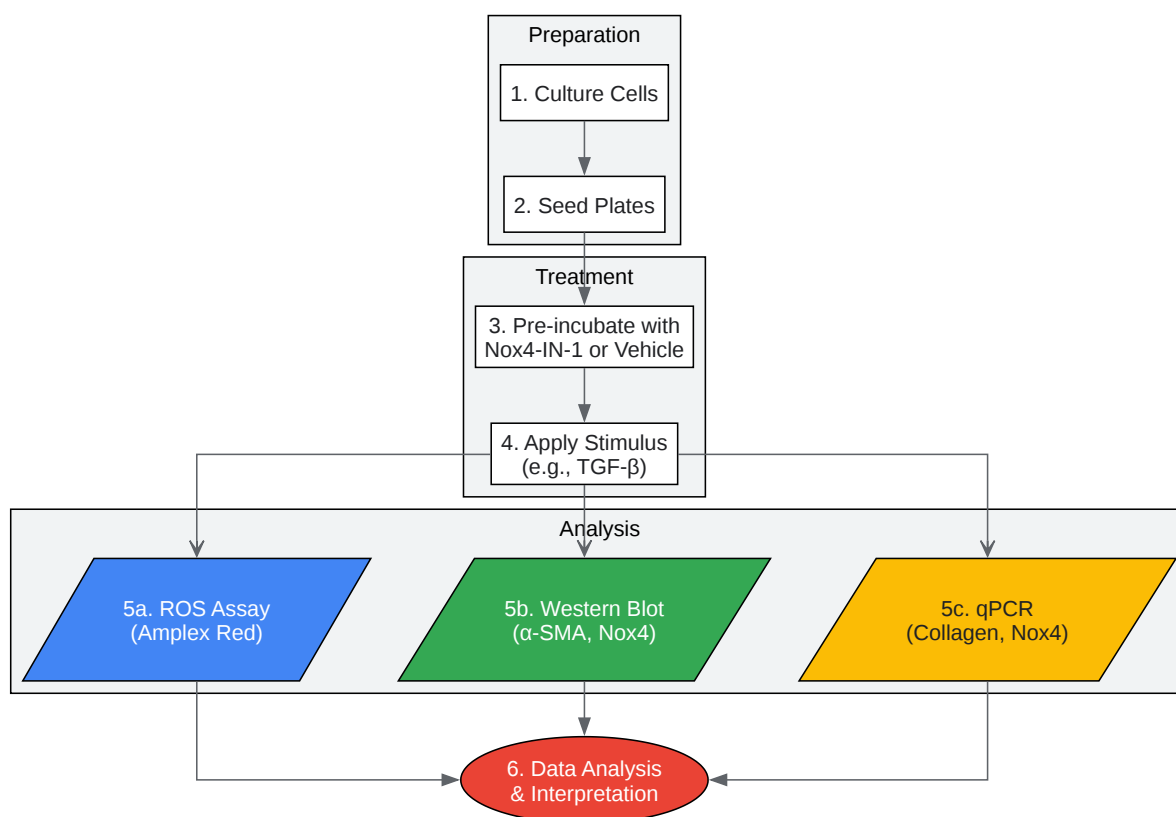 Preparation
1. Culture Cells
2. Seed Plates
Treatment
3. Pre-incubate with
Nox4-IN-1 or Vehicle
4. Apply Stimulus
(e.g., TGF-β)
Analysis
5a. ROS Assay
(Amplex Red)
5b. Western Blot
(α-SMA, Nox4)
5c. qPCR
(Collagen, Nox4)
6. Data Analysis
& Interpretation